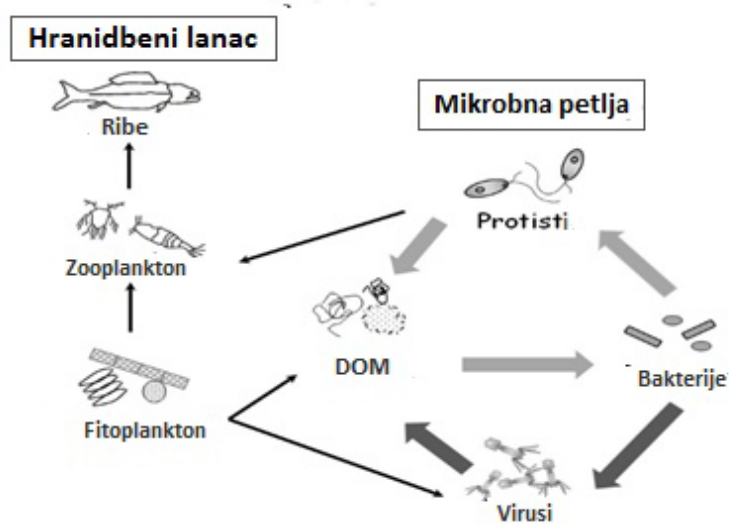 Hranidbeni lanac
Ribe
Zooplankton
Fitoplankton
Mikrobna petlja
Protisti
DOM
Bakterije
Virusi